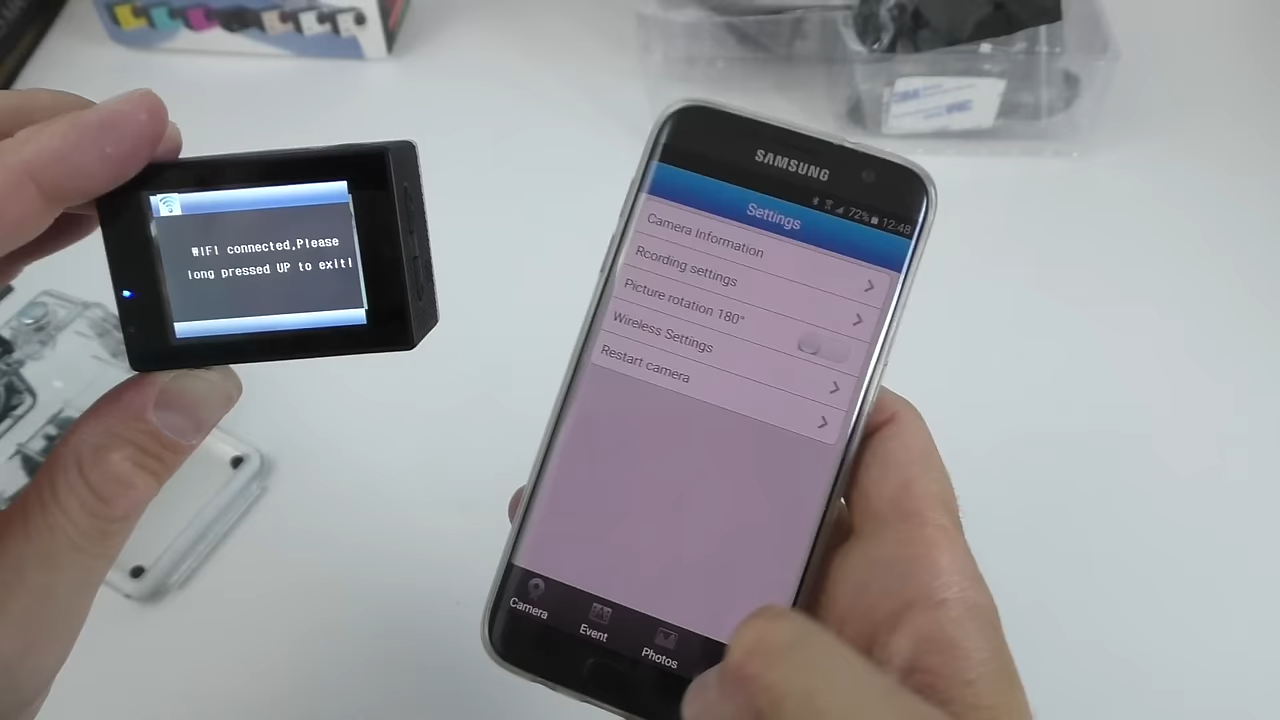 WIFI connected,Please
long pressed UP to exit!
SAMSUNG
72% 12:48
Settings
Camera Information
Rcording settings
Picture rotation 180°
Wireless Settings
Restart camera
Camera
Event
Photos